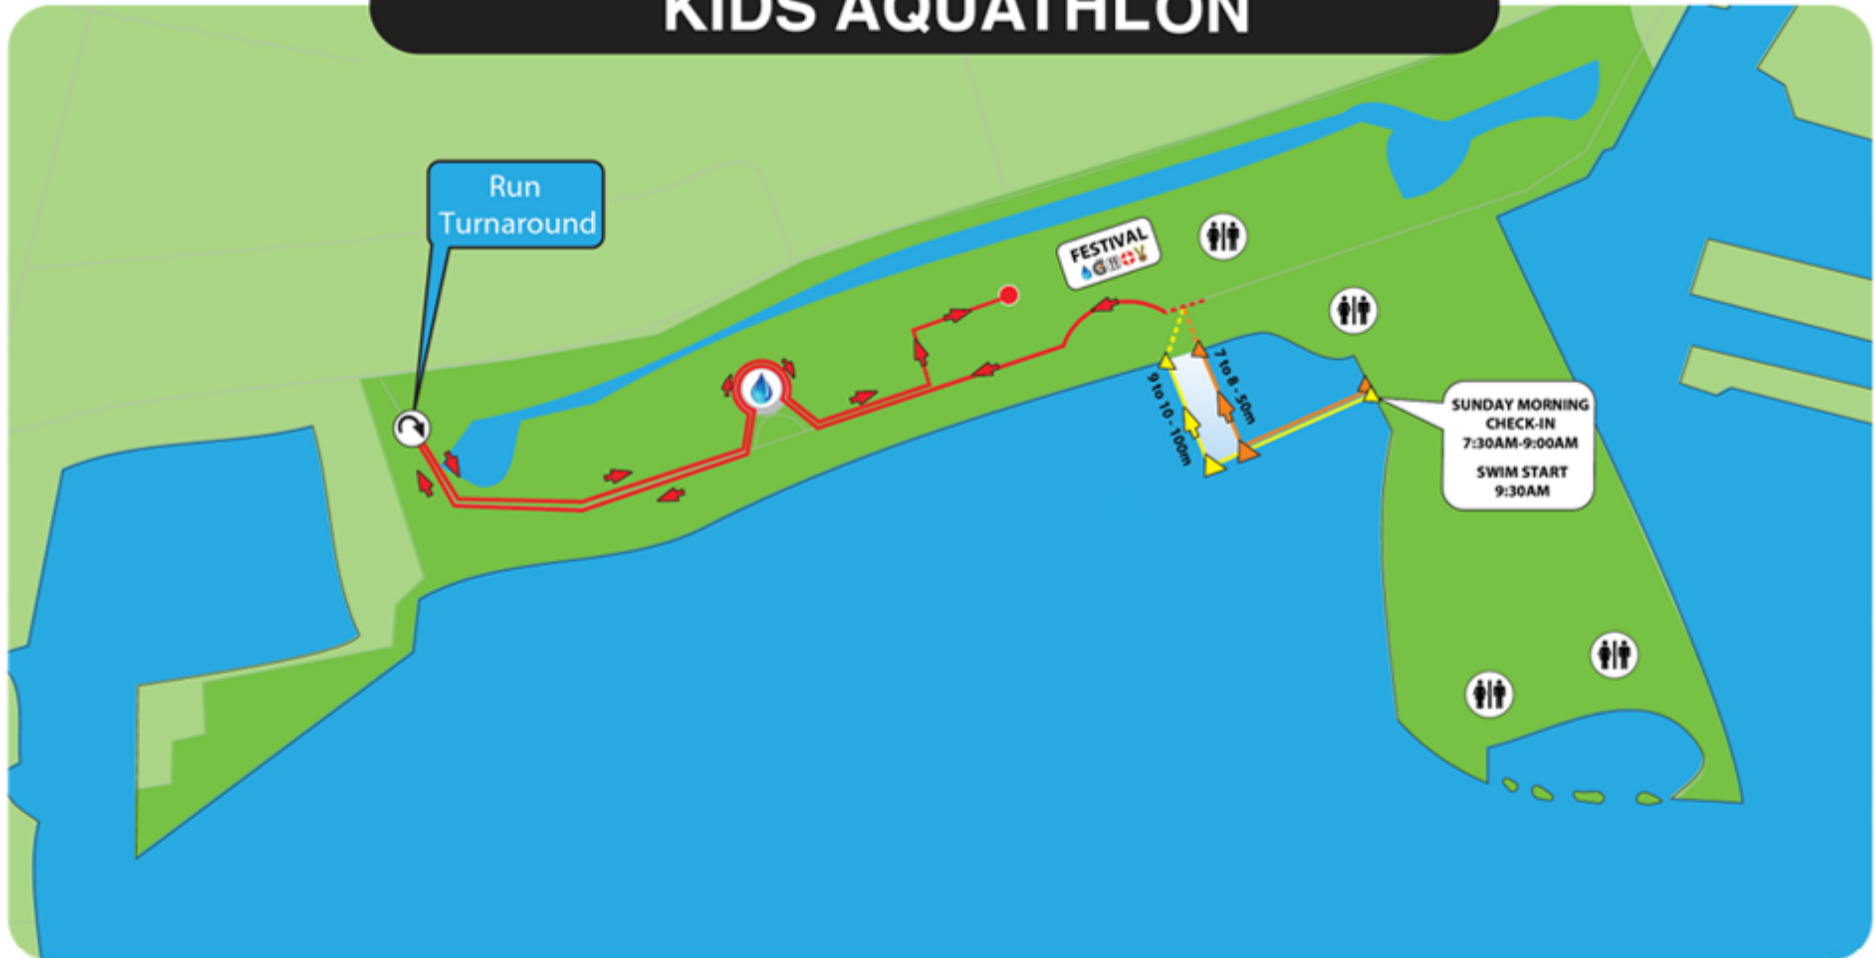 KIDS AQUATHLON
Run
Turnaround
FESTIVAL
7 to 8 - 50m
9 to 10 - 100m
SUNDAY MORNING
CHECK-IN
7:30AM-9:00AM
SWIM START
9:30AM